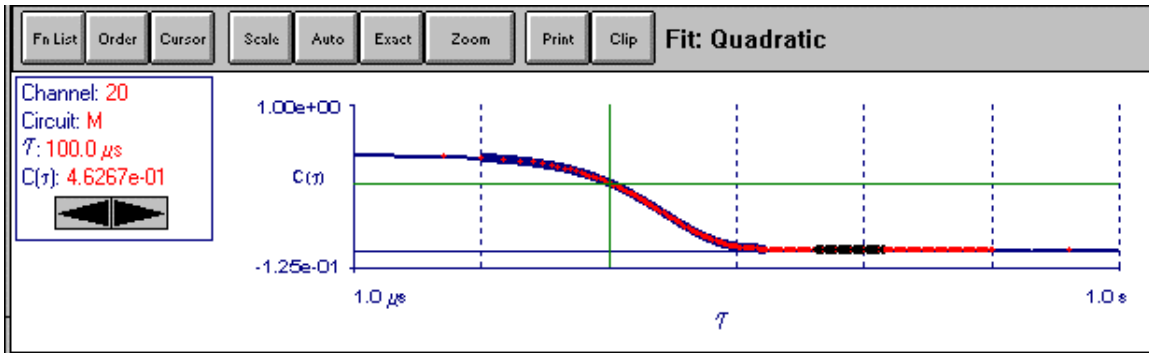 Fn List Order Cursor Scale Auto Exact Zoom Print Clip Fit: Quadratic
Channel: 20
Circuit: M
𝒯: 100.0 μs
C(τ): 4.6267e-01
1.00e+00
C(τ)
-1.25e-01
1.0 μs
1.0 s
𝒯